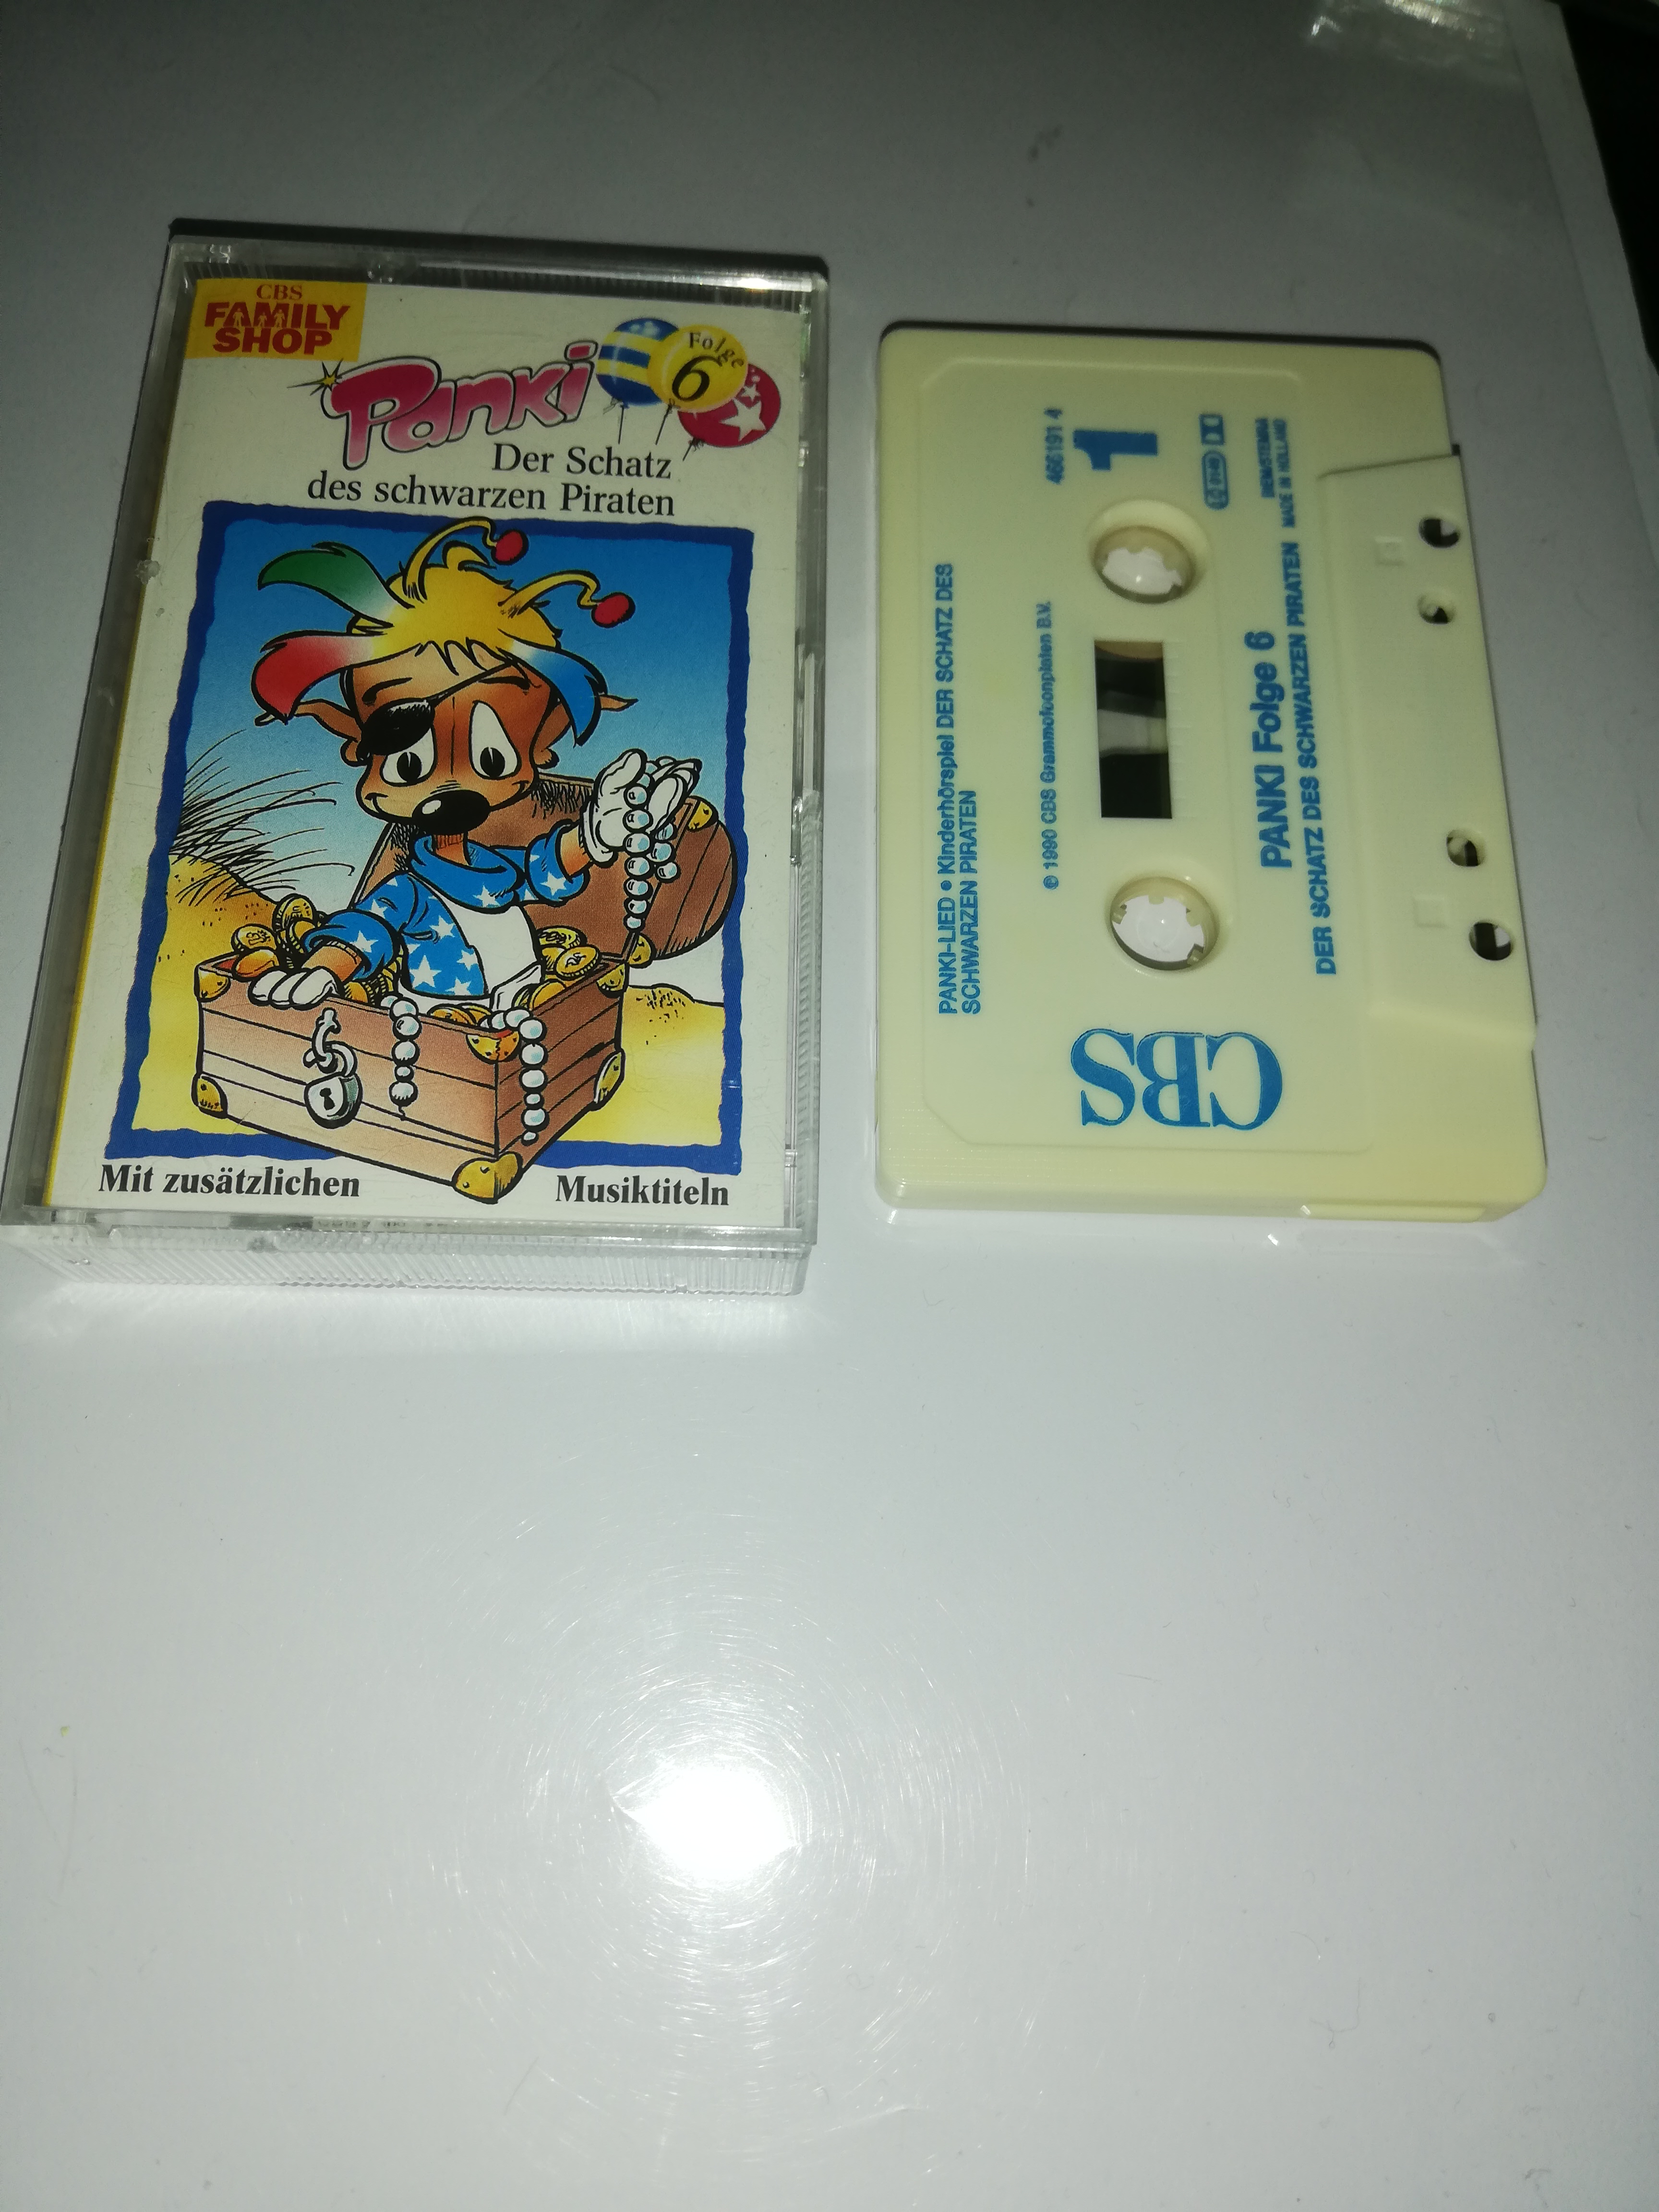 CBS
FAMILY
SHOP
Panki
Folge
6
Der Schatz
des schwarzen Piraten
Mit zusätzlichen Musiktiteln
PANKI-LIED • Kinderhörspiel DER SCHATZ DES
SCHWARZEN PIRATEN
© 1990 CBS Grammofoonplaten B.V.
466191 4
1
BIEM/STEMRA
MADE IN HOLLAND
PANKI Folge 6
DER SCHATZ DES SCHWARZEN PIRATEN
CBS